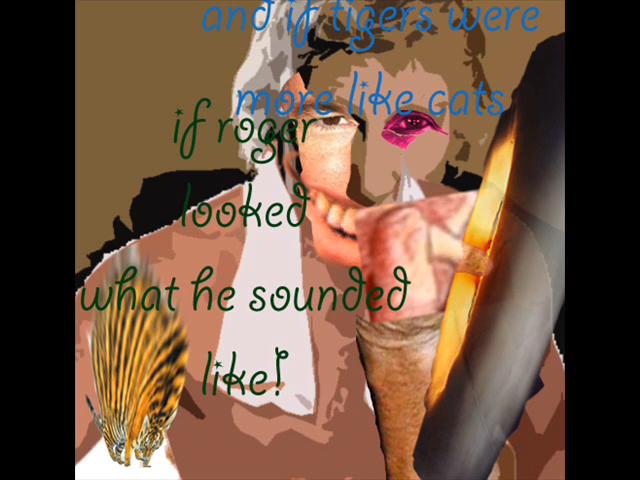 and if tigers were
more like cats
if roger
looked
what he sounded
like!